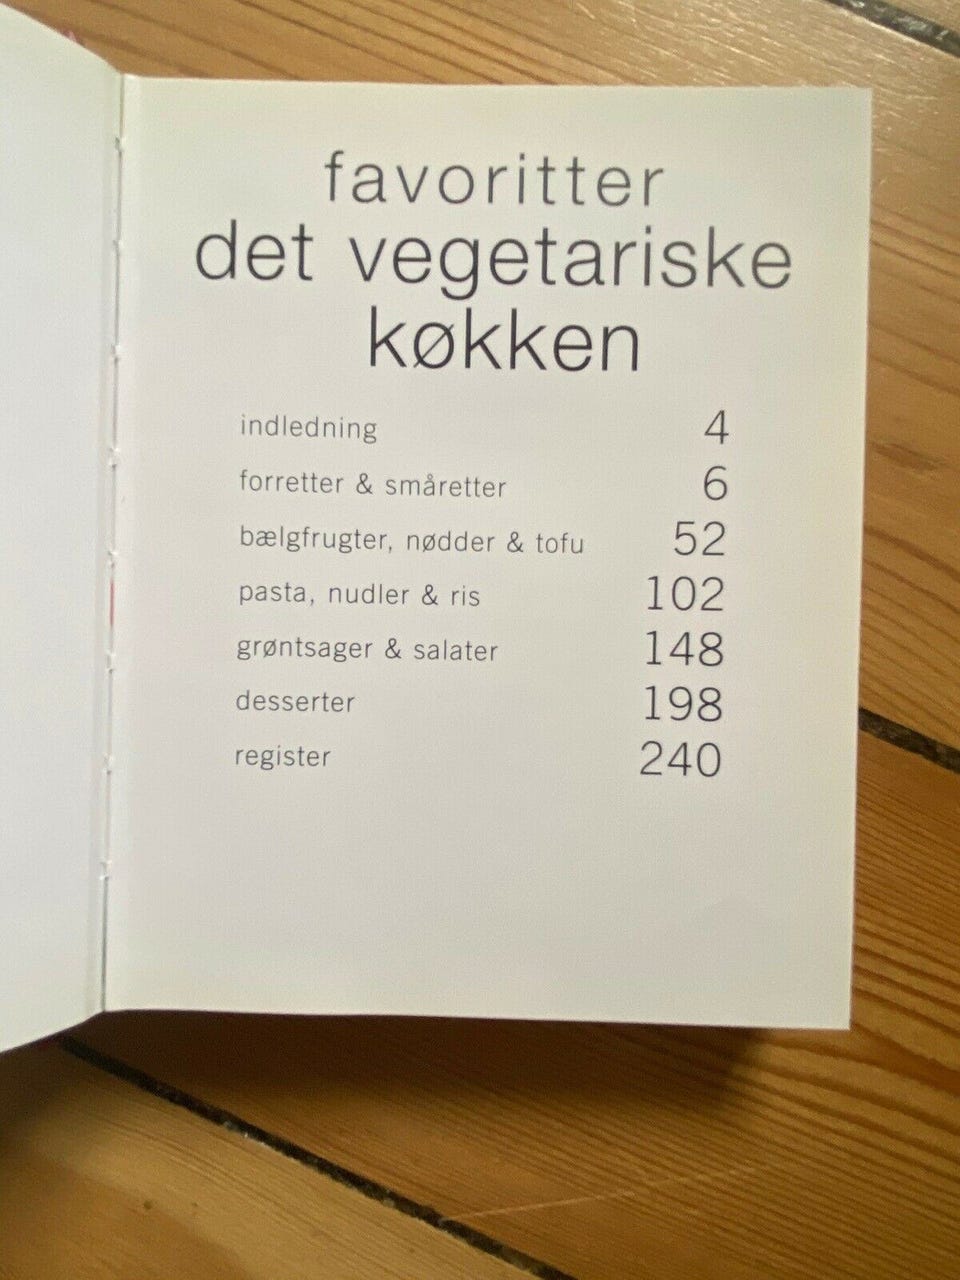 favoritter
det vegetariske
køkken
indledning 4
forretter & småretter 6
bælgfrugter, nødder & tofu 52
pasta, nudler & ris 102
grøntsager & salater 148
desserter 198
register 240